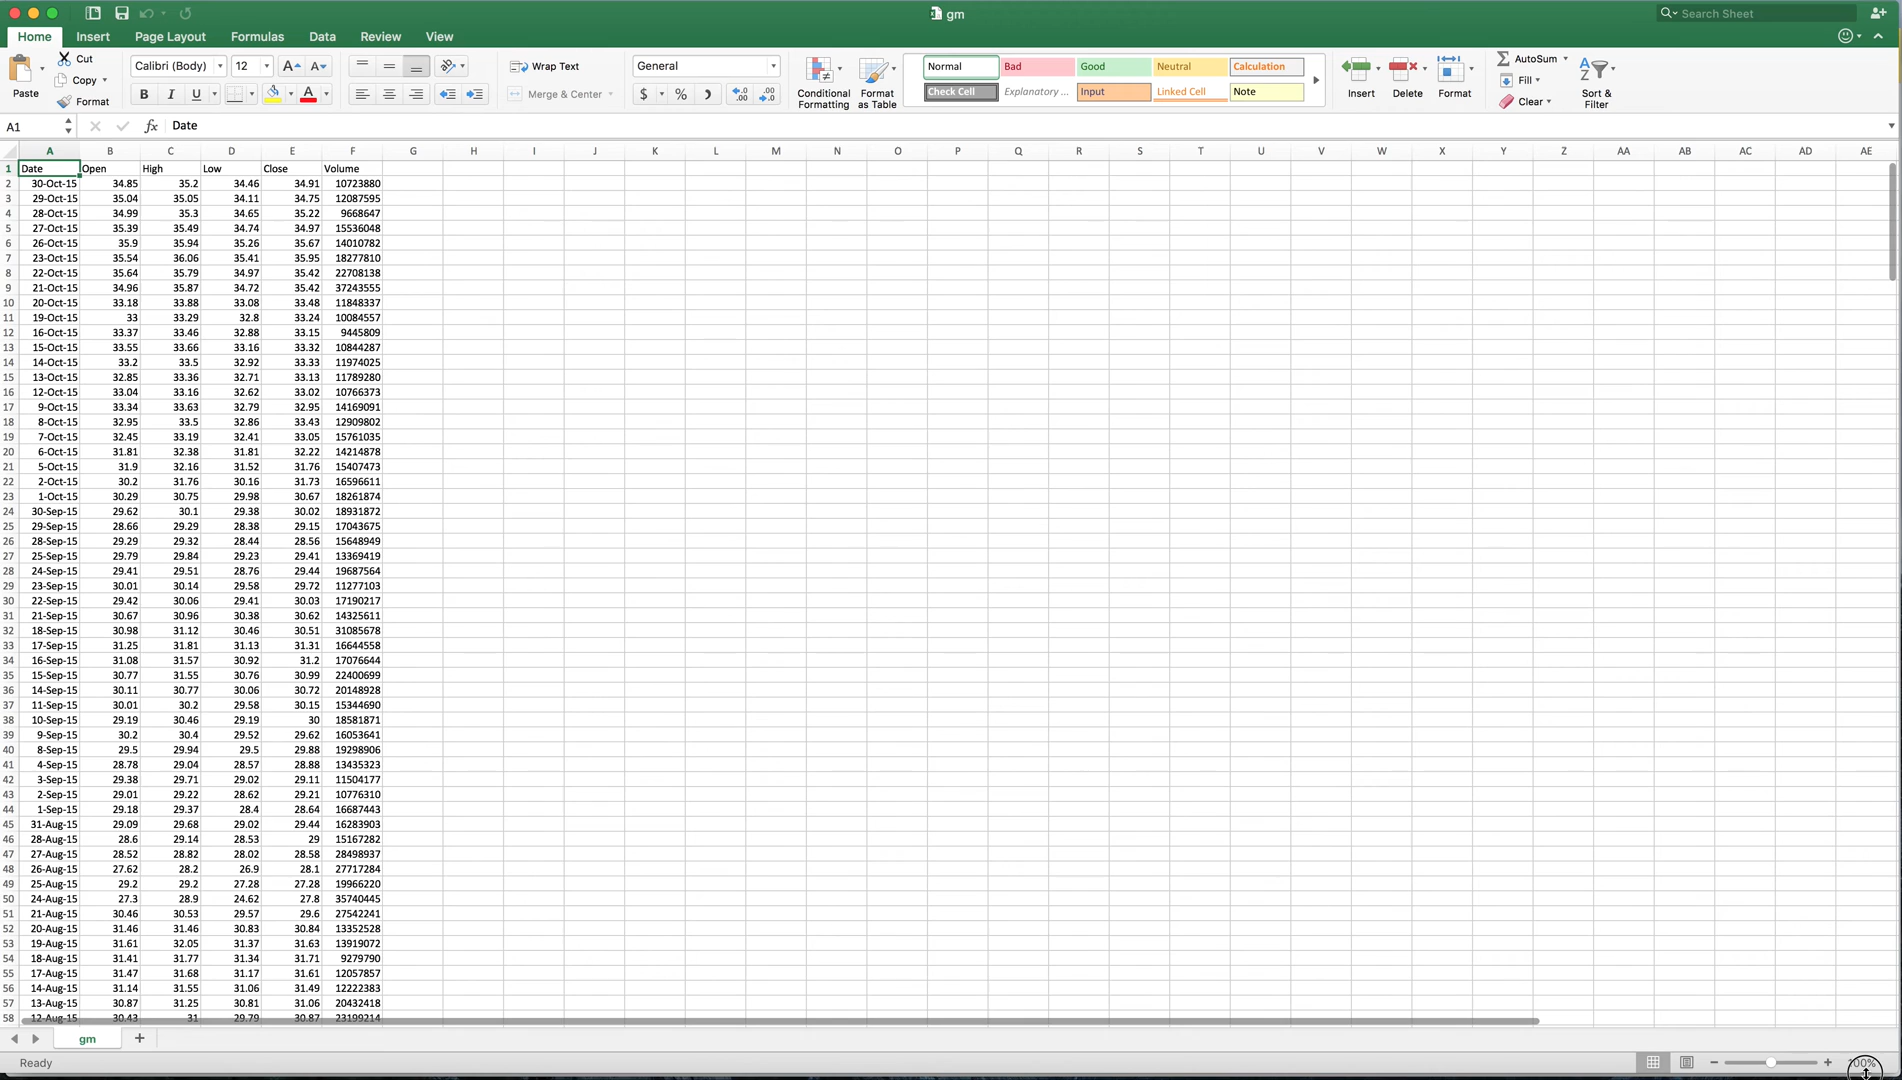 gm
Search Sheet
Home Insert Page Layout Formulas Data Review View
Paste Cut Copy Format
Calibri (Body) 12 A A
B I U A
Wrap Text
Merge & Center
General
$ % ,
Conditional Formatting
Format as Table
Normal Bad Good Neutral Calculation
Check Cell Explanatory ... Input Linked Cell Note
Insert Delete Format
AutoSum
Fill
Clear
Sort & Filter
A1 fx Date
A B C D E F G H I J K L M N O P Q R S T U V W X Y Z AA AB AC AD AE
1 Date Open High Low Close Volume
2 30-Oct-15 34.85 35.2 34.46 34.91 10723880
3 29-Oct-15 35.04 35.05 34.11 34.75 12087595
4 28-Oct-15 34.99 35.3 34.65 35.22 9668647
5 27-Oct-15 35.39 35.49 34.74 34.97 15536048
6 26-Oct-15 35.9 35.94 35.26 35.67 14010782
7 23-Oct-15 35.54 36.06 35.41 35.95 18277810
8 22-Oct-15 35.64 35.79 34.97 35.42 22708138
9 21-Oct-15 34.96 35.87 34.72 35.42 37243555
10 20-Oct-15 33.18 33.88 33.08 33.48 11848337
11 19-Oct-15 33 33.29 32.8 33.24 10084557
12 16-Oct-15 33.37 33.46 32.88 33.15 9445809
13 15-Oct-15 33.55 33.66 33.16 33.32 10844287
14 14-Oct-15 33.2 33.5 32.92 33.33 11974025
15 13-Oct-15 32.85 33.36 32.71 33.13 11789280
16 12-Oct-15 33.04 33.16 32.62 33.02 10766373
17 9-Oct-15 33.34 33.63 32.79 32.95 14169091
18 8-Oct-15 32.95 33.5 32.86 33.43 12909802
19 7-Oct-15 32.45 33.19 32.41 33.05 15761035
20 6-Oct-15 31.81 32.38 31.81 32.22 14214878
21 5-Oct-15 31.9 32.16 31.52 31.76 15407473
22 2-Oct-15 30.2 31.76 30.16 31.73 16596611
23 1-Oct-15 30.29 30.75 29.98 30.67 18261874
24 30-Sep-15 29.62 30.1 29.38 30.02 18931872
25 29-Sep-15 28.66 29.29 28.38 29.15 17043675
26 28-Sep-15 29.29 29.32 28.44 28.56 15648949
27 25-Sep-15 29.79 29.84 29.23 29.41 13369419
28 24-Sep-15 29.41 29.51 28.76 29.44 19687564
29 23-Sep-15 30.01 30.14 29.58 29.72 11277103
30 22-Sep-15 29.42 30.06 29.41 30.03 17190217
31 21-Sep-15 30.67 30.96 30.38 30.62 14325611
32 18-Sep-15 30.98 31.12 30.46 30.51 31085678
33 17-Sep-15 31.25 31.81 31.13 31.31 16644558
34 16-Sep-15 31.08 31.57 30.92 31.2 17076644
35 15-Sep-15 30.77 31.55 30.76 30.99 22400699
36 14-Sep-15 30.11 30.77 30.06 30.72 20148928
37 11-Sep-15 30.01 30.2 29.58 30.15 15344690
38 10-Sep-15 29.19 30.46 29.19 30 18581871
39 9-Sep-15 30.2 30.4 29.52 29.62 16053641
40 8-Sep-15 29.5 29.94 29.5 29.88 19298906
41 4-Sep-15 28.78 29.04 28.57 28.88 13435323
42 3-Sep-15 29.38 29.71 29.02 29.11 11504177
43 2-Sep-15 29.01 29.22 28.62 29.21 10776310
44 1-Sep-15 29.18 29.37 28.4 28.64 16687443
45 31-Aug-15 29.09 29.68 29.02 29.44 16283903
46 28-Aug-15 28.6 29.14 28.53 29 15167282
47 27-Aug-15 28.52 28.82 28.02 28.58 28498937
48 26-Aug-15 27.62 28.2 26.9 28.1 27717284
49 25-Aug-15 29.2 29.2 27.28 27.28 19966220
50 24-Aug-15 27.3 28.9 24.62 27.8 35740445
51 21-Aug-15 30.46 30.53 29.57 29.6 27542241
52 20-Aug-15 31.46 31.46 30.83 30.84 13352528
53 19-Aug-15 31.61 32.05 31.37 31.63 13919072
54 18-Aug-15 31.41 31.77 31.34 31.71 9279790
55 17-Aug-15 31.47 31.68 31.17 31.61 12057857
56 14-Aug-15 31.14 31.55 31.06 31.49 12222383
57 13-Aug-15 30.87 31.25 30.81 31.06 20432418
58 12-Aug-15 30.43 31 29.79 30.87 23199214
gm
Ready
100%